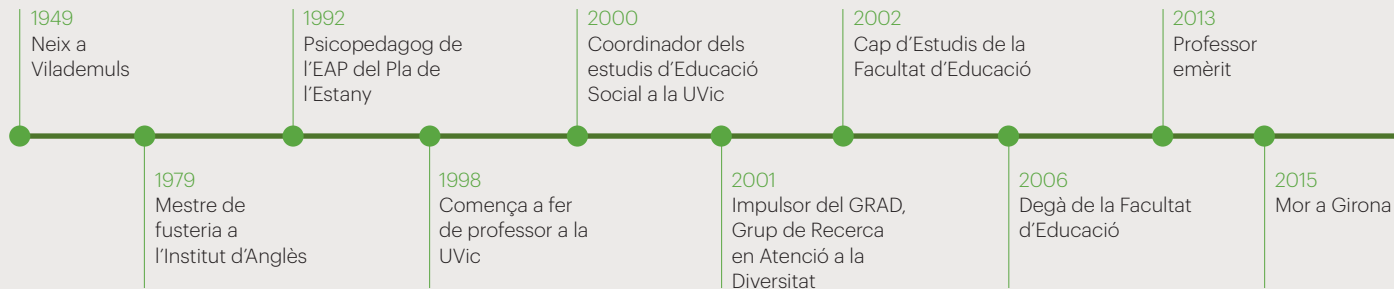 1949
Neix a
Vilademuls
1979
Mestre de
fusteria a
l’Institut d’Anglès
1992
Psicopedagog de
l’EAP del Pla de
l’Estany
1998
Comença a fer
de professor a la
UVic
2000
Coordinador dels
estudis d’Educació
Social a la UVic
2001
Impulsor del GRAD,
Grup de Recerca
en Atenció a la
Diversitat
2002
Cap d’Estudis de la
Facultat d’Educació
2006
Degà de la Facultat
d’Educació
2013
Professor
emèrit
2015
Mor a Girona